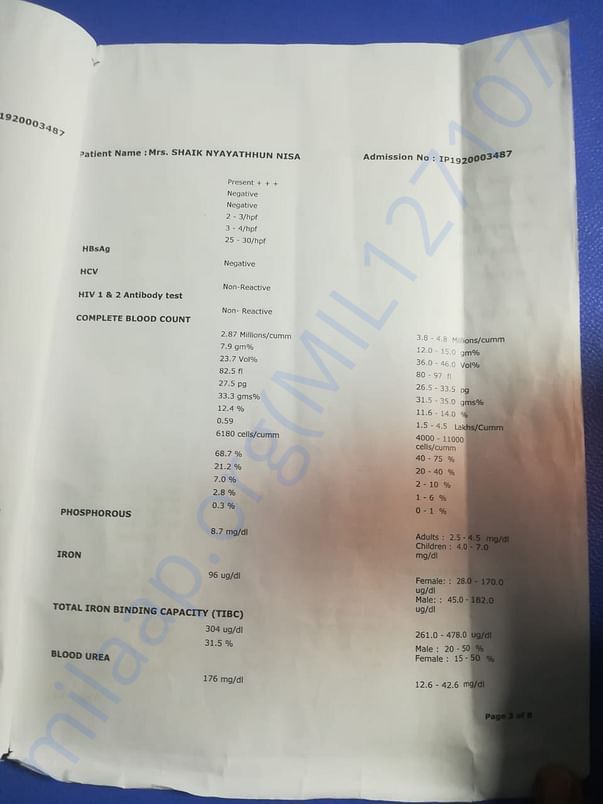 1920003487
Patient Name : Mrs. SHAIK NYAYATHHUN NISA Admission No : IP1920003487
Present + + +
Negative
Negative
2 - 3/hpf
3 - 4/hpf
25 - 30/hpf
HBsAg
Negative
HCV
Non-Reactive
HIV 1 & 2 Antibody test
Non- Reactive
COMPLETE BLOOD COUNT
2.87 Millions/cumm 3.8 - 4.8 Millions/cumm
7.9 gm% 12.0 - 15.0 gm%
23.7 Vol% 36.0 - 46.0 Vol%
82.5 fl 80 - 97 fl
27.5 pg 26.5 - 33.5 pg
33.3 gms% 31.5 - 35.0 gms%
12.4 % 11.6 - 14.0 %
0.59 1.5 - 4.5 Lakhs/Cumm
6180 cells/cumm 4000 - 11000
cells/cumm
68.7 % 40 - 75 %
21.2 % 20 - 40 %
7.0 % 2 - 10 %
2.8 % 1 - 6 %
0.3 % 0 - 1 %
PHOSPHOROUS
8.7 mg/dl Adults : 2.5 - 4.5 mg/dl
Children : 4.0 - 7.0
mg/dl
IRON
96 ug/dl Female: : 28.0 - 170.0
ug/dl
Male: : 45.0 - 182.0
ug/dl
TOTAL IRON BINDING CAPACITY (TIBC)
304 ug/dl 261.0 - 478.0 ug/dl
31.5 % Male : 20 - 50 %
Female : 15 - 50 %
BLOOD UREA
176 mg/dl 12.6 - 42.6 mg/dl
Page 3 of 8